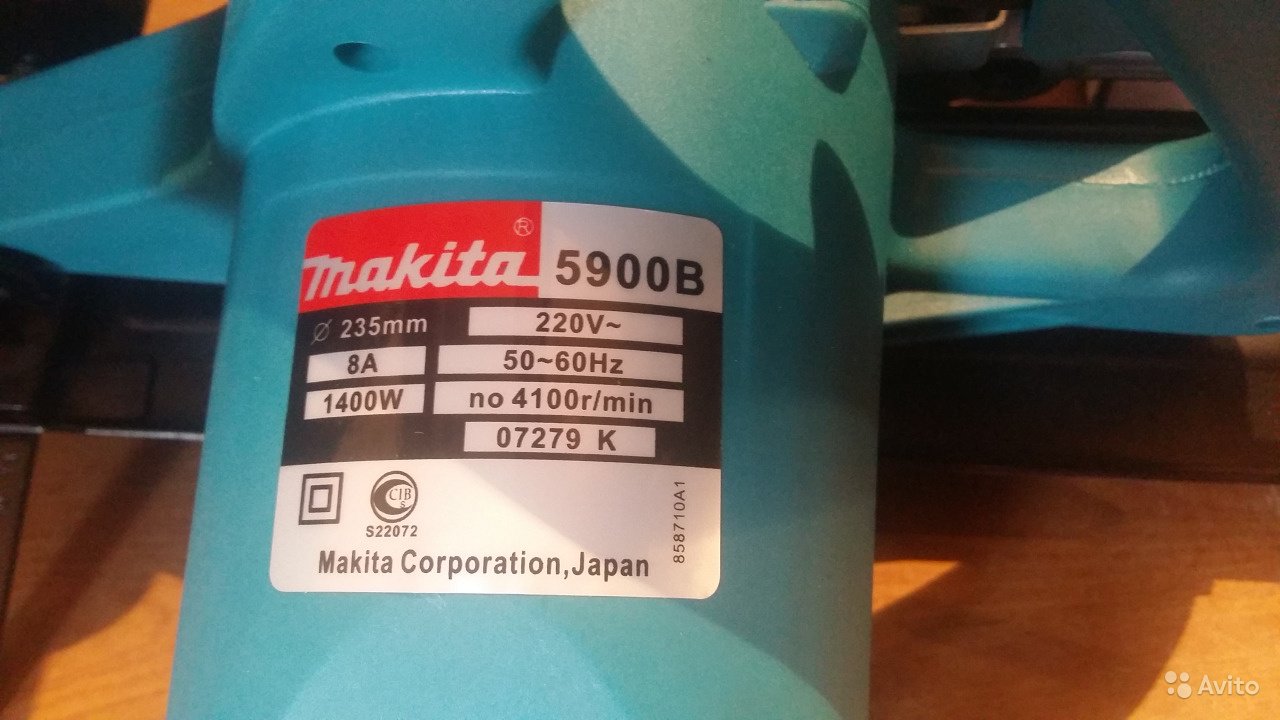 makita ® 5900B
⌀ 235mm 220V~
8A 50~60Hz
1400W no 4100r/min
07279 K
CIB
S
S22072
Makita Corporation,Japan
858710A1
Avito